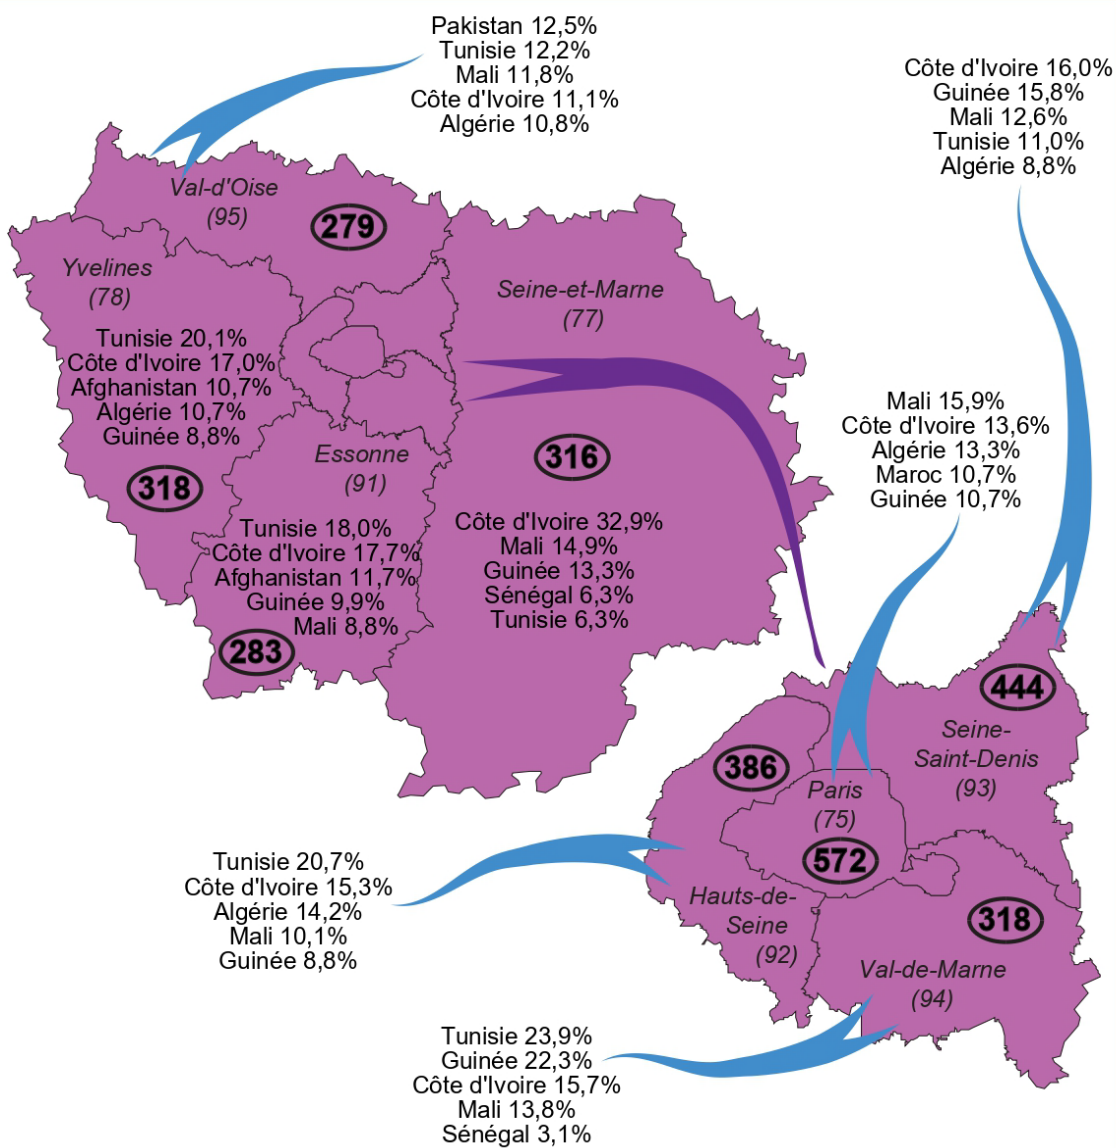 Pakistan 12,5%
Tunisie 12,2%
Mali 11,8%
Côte d'Ivoire 11,1%
Algérie 10,8%
Côte d'Ivoire 16,0%
Guinée 15,8%
Mali 12,6%
Tunisie 11,0%
Algérie 8,8%
Val-d'Oise
(95)
279
Yvelines
(78)
Tunisie 20,1%
Côte d'Ivoire 17,0%
Afghanistan 10,7%
Algérie 10,7%
Guinée 8,8%
318
Seine-et-Marne
(77)
316
Côte d'Ivoire 32,9%
Mali 14,9%
Guinée 13,3%
Sénégal 6,3%
Tunisie 6,3%
Essonne
(91)
Tunisie 18,0%
Côte d'Ivoire 17,7%
Afghanistan 11,7%
Guinée 9,9%
Mali 8,8%
283
Mali 15,9%
Côte d'Ivoire 13,6%
Algérie 13,3%
Maroc 10,7%
Guinée 10,7%
444
Seine-
Saint-Denis
(93)
386
Paris
(75)
572
Tunisie 20,7%
Côte d'Ivoire 15,3%
Algérie 14,2%
Mali 10,1%
Guinée 8,8%
Hauts-de-
Seine
(92)
318
Val-de-Marne
(94)
Tunisie 23,9%
Guinée 22,3%
Côte d'Ivoire 15,7%
Mali 13,8%
Sénégal 3,1%